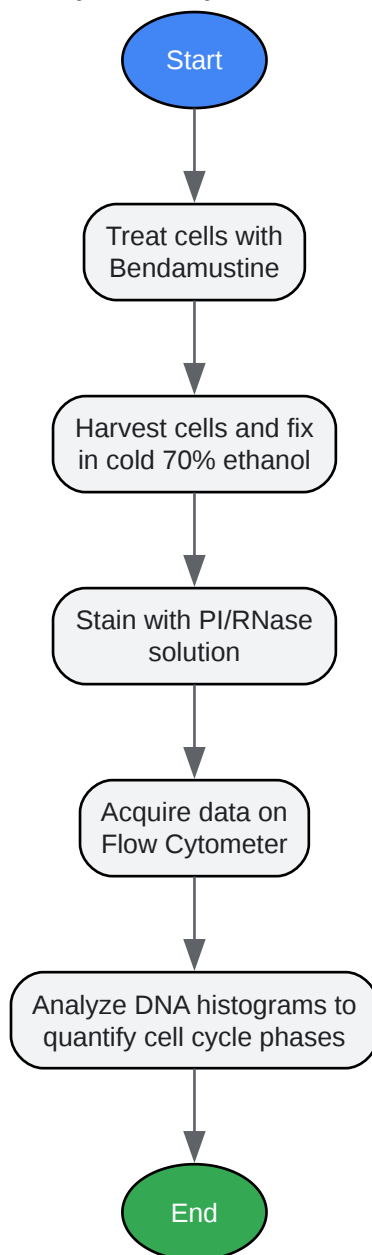 Start
Treat cells with
Bendamustine
Harvest cells and fix
in cold 70% ethanol
Stain with PI/RNase
solution
Acquire data on
Flow Cytometer
Analyze DNA histograms to
quantify cell cycle phases
End